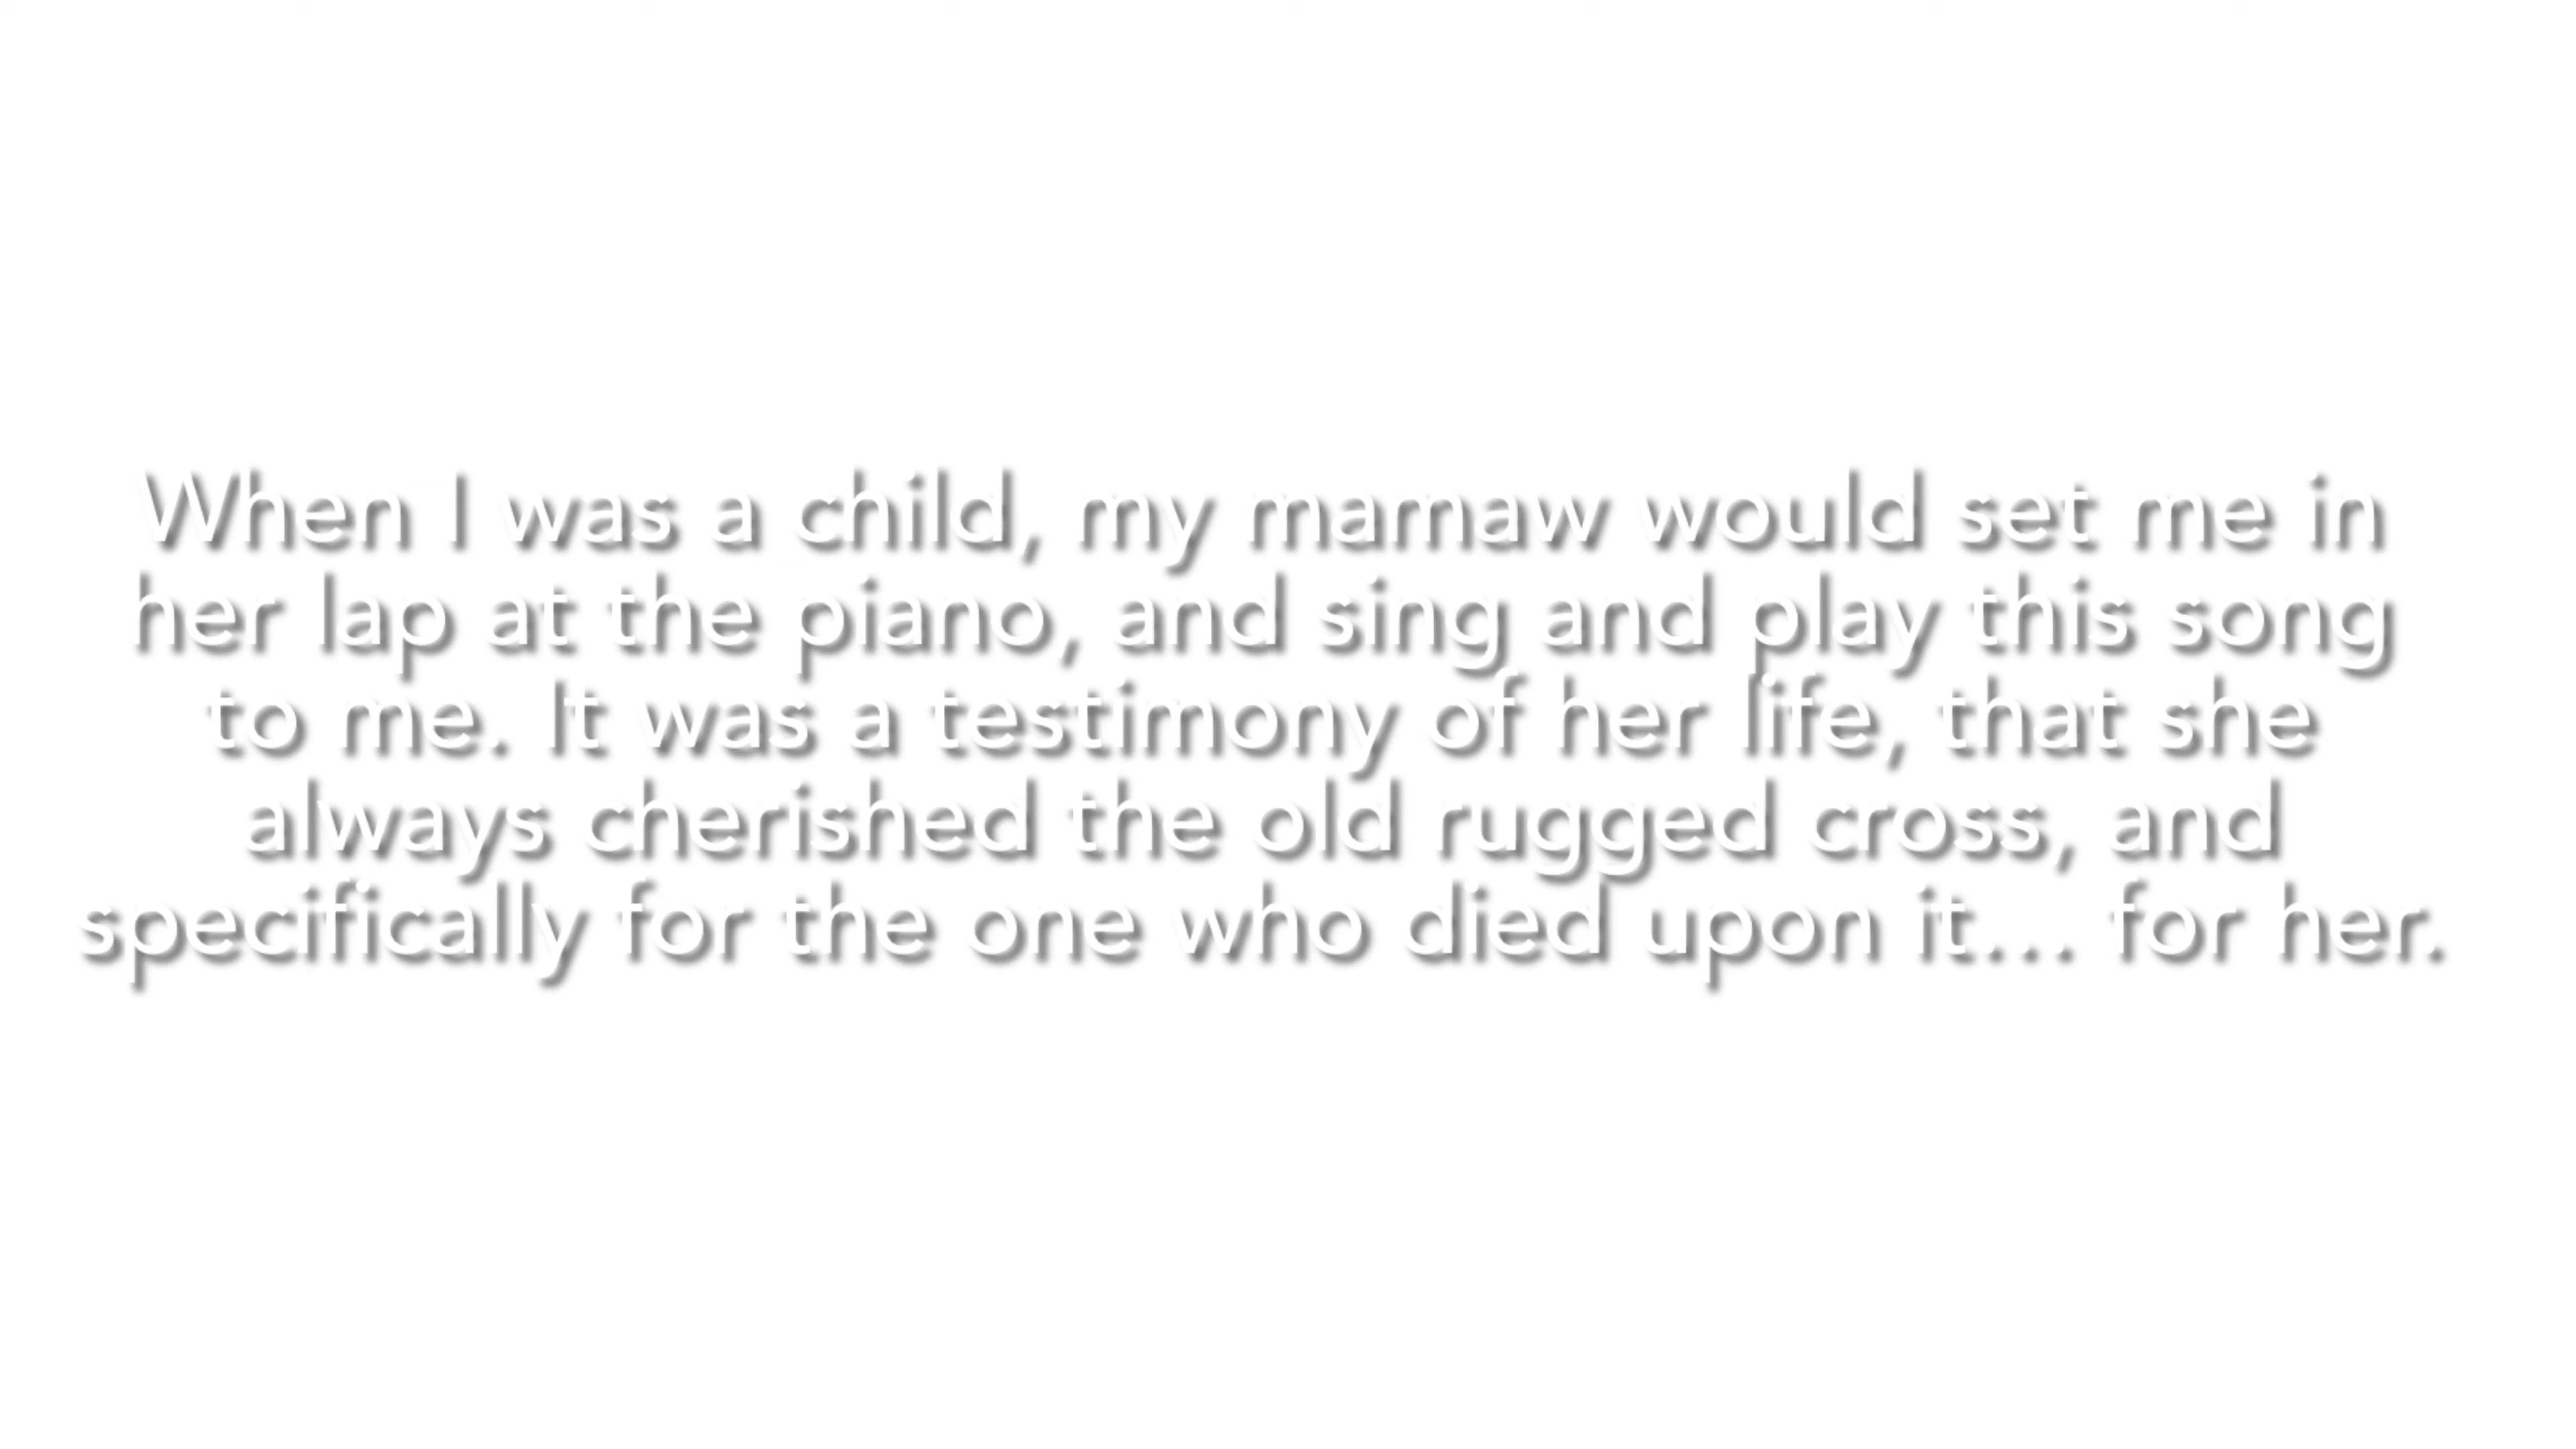 When I was a child, my mamaw would set me in
her lap at the piano, and sing and play this song
to me. It was a testimony of her life, that she
always cherished the old rugged cross, and
specifically for the one who died upon it... for her.